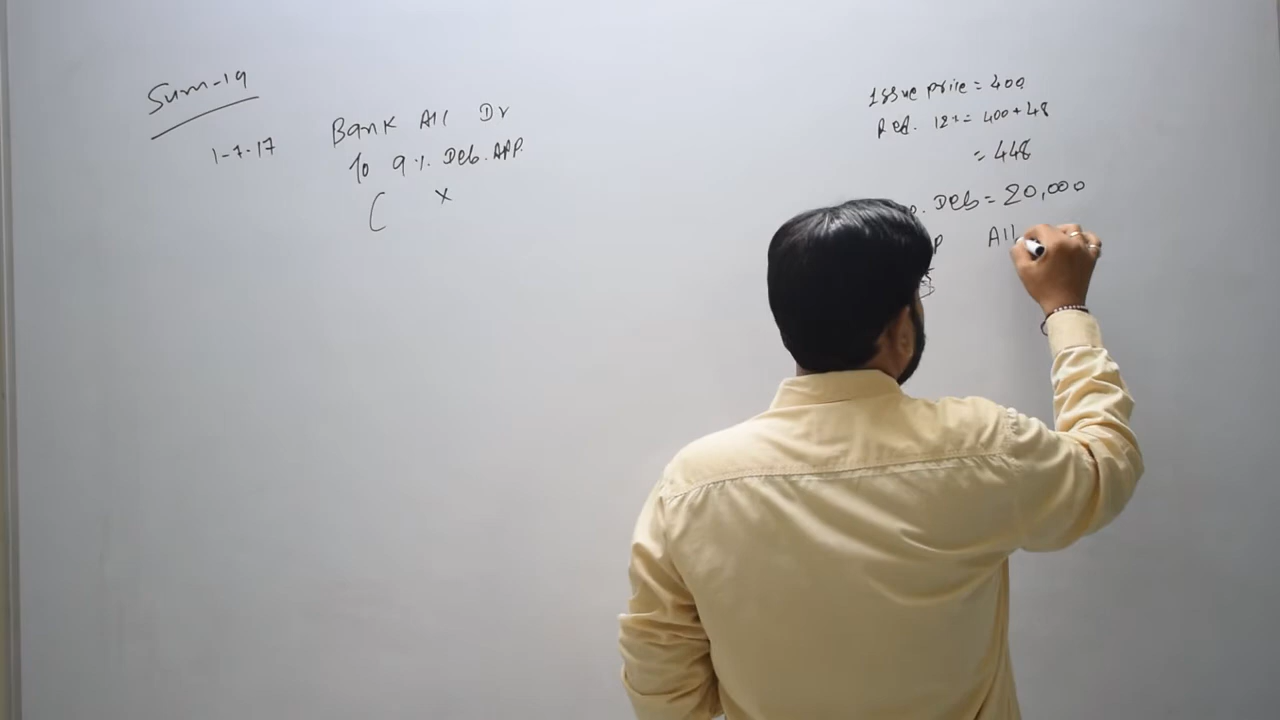 Sum-19
1-7-17
Bank A/c Dr
To 9% Deb. APP.
( x
Issue price = 400
Red. 12% = 400+48
= 448
. Deb = 20,000
P All